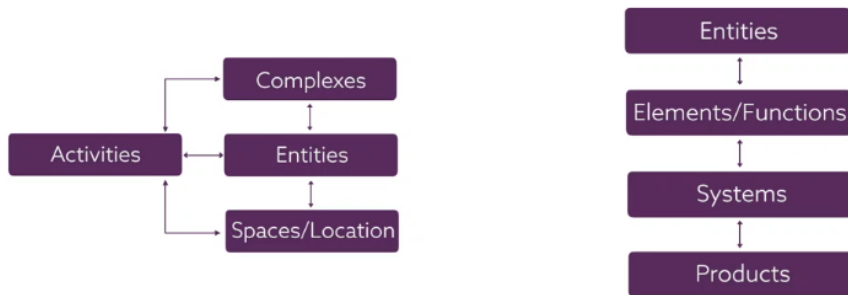 Complexes
Activities
Entities
Spaces/Location
Entities
Elements/Functions
Systems
Products